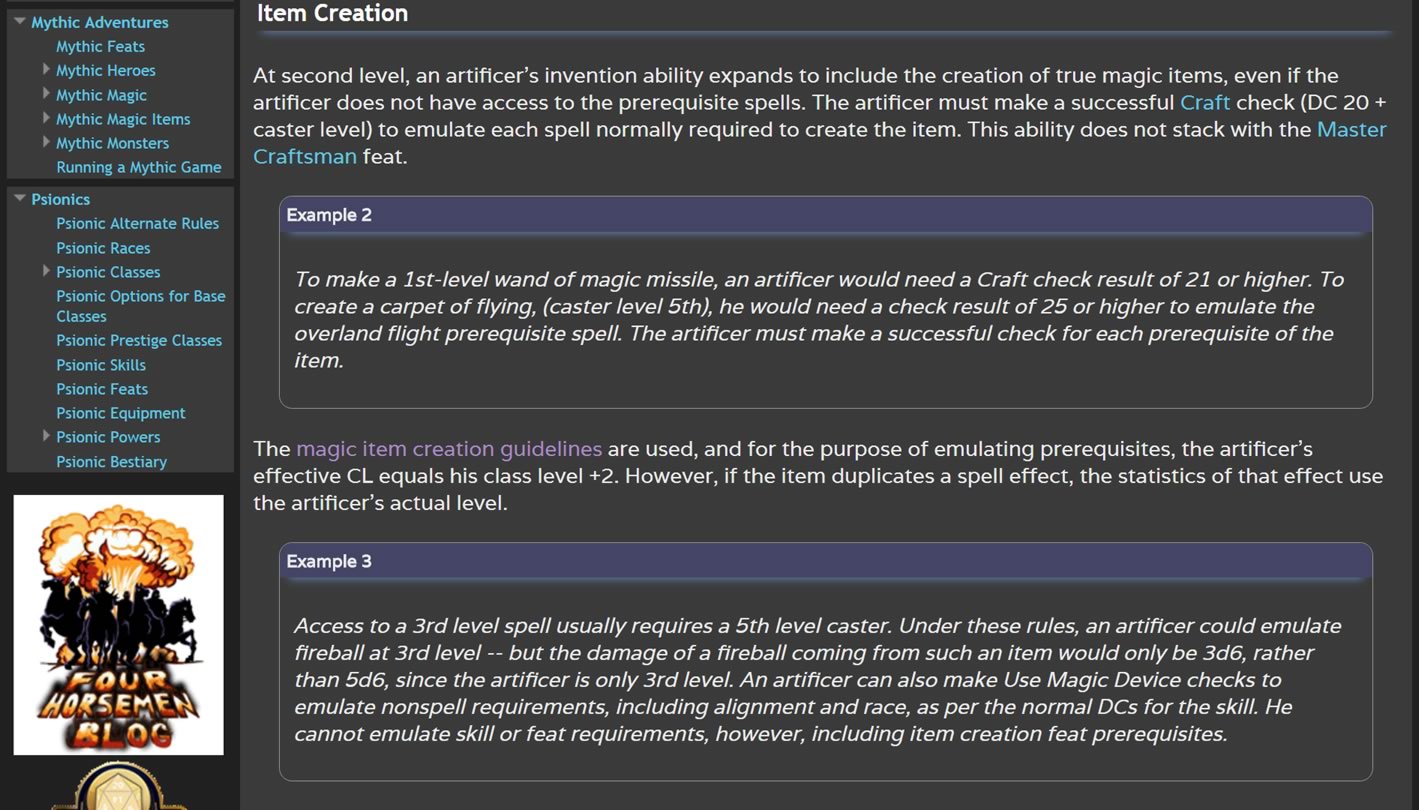 Mythic Adventures
Mythic Feats
Mythic Heroes
Mythic Magic
Mythic Magic Items
Mythic Monsters
Running a Mythic Game
Psionics
Psionic Alternate Rules
Psionic Races
Psionic Classes
Psionic Options for Base
Classes
Psionic Prestige Classes
Psionic Skills
Psionic Feats
Psionic Equipment
Psionic Powers
Psionic Bestiary
FOUR
HORSEMEN
BLOG
Item Creation
At second level, an artificer's invention ability expands to include the creation of true magic items, even if the
artificer does not have access to the prerequisite spells. The artificer must make a successful Craft check (DC 20 +
caster level) to emulate each spell normally required to create the item. This ability does not stack with the Master
Craftsman feat.
Example 2
To make a 1st-level wand of magic missile, an artificer would need a Craft check result of 21 or higher. To
create a carpet of flying, (caster level 5th), he would need a check result of 25 or higher to emulate the
overland flight prerequisite spell. The artificer must make a successful check for each prerequisite of the
item.
The magic item creation guidelines are used, and for the purpose of emulating prerequisites, the artificer's
effective CL equals his class level +2. However, if the item duplicates a spell effect, the statistics of that effect use
the artificer's actual level.
Example 3
Access to a 3rd level spell usually requires a 5th level caster. Under these rules, an artificer could emulate
fireball at 3rd level -- but the damage of a fireball coming from such an item would only be 3d6, rather
than 5d6, since the artificer is only 3rd level. An artificer can also make Use Magic Device checks to
emulate nonspell requirements, including alignment and race, as per the normal DCs for the skill. He
cannot emulate skill or feat requirements, however, including item creation feat prerequisites.